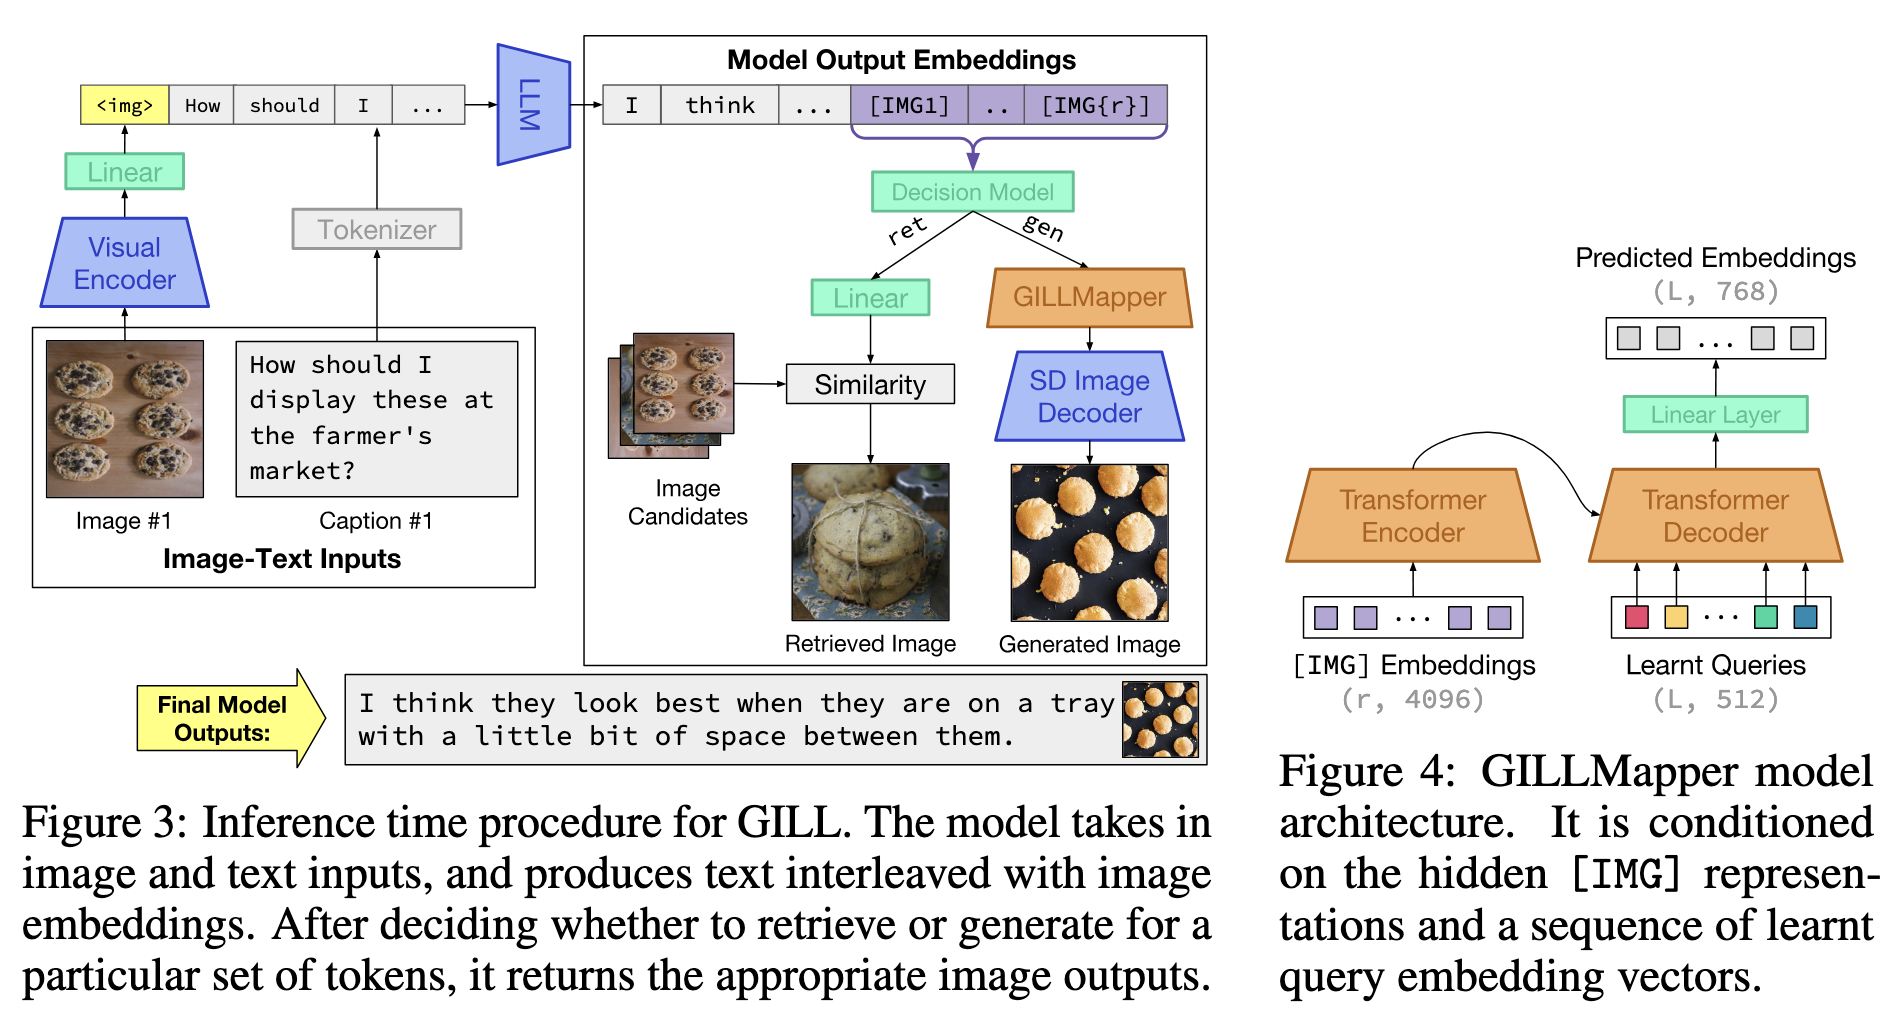 Model Output Embeddings
<img> How should I ...
LLM
I think ... [IMG1] .. [IMG{r}]
Linear
Decision Model
Tokenizer
ret gen
Visual
Encoder
Linear
GILLMapper
Similarity
SD Image
Decoder
How should I
display these at
the farmer's
market?
Image #1
Caption #1
Image-Text Inputs
Image
Candidates
Retrieved Image
Generated Image
Final Model
Outputs:
I think they look best when they are on a tray
with a little bit of space between them.
Figure 3: Inference time procedure for GILL. The model takes in
image and text inputs, and produces text interleaved with image
embeddings. After deciding whether to retrieve or generate for a
particular set of tokens, it returns the appropriate image outputs.
Predicted Embeddings
(L, 768)
...
Linear Layer
Transformer
Encoder
Transformer
Decoder
...
...
[IMG] Embeddings
(r, 4096)
Learnt Queries
(L, 512)
Figure 4: GILLMapper model
architecture. It is conditioned
on the hidden [IMG] represen-
tations and a sequence of learnt
query embedding vectors.